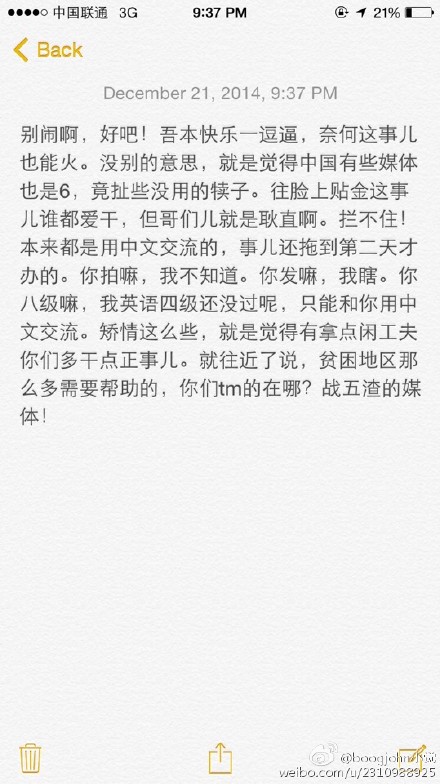 中国联通 3G 9:37 PM 21%
Back
December 21, 2014, 9:37 PM
别闹啊，好吧！吾本快乐一逗逼，奈何这事儿
也能火。没别的意思，就是觉得中国有些媒体
也是6，竟扯些没用的犊子。往脸上贴金这事
儿谁都爱干，但哥们儿就是耿直啊。拦不住！
本来都是用中文交流的，事儿还拖到第二天才
办的。你拍嘛，我不知道。你发嘛，我瞎。你
八级嘛，我英语四级还没过呢，只能和你用中
文交流。矫情这么些，就是觉得有拿点闲工夫
你们多干点正事儿。就往近了说，贫困地区那
么多需要帮助的，你们tm的在哪？战五渣的媒
体！
@boogjohn
weibo.com/u/2310988925